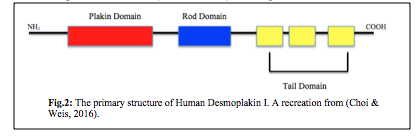 Plakin Domain Rod Domain
NH₂ COOH
Tail Domain
Fig.2: The primary structure of Human Desmoplakin I. A recreation from (Choi &
Weis, 2016).